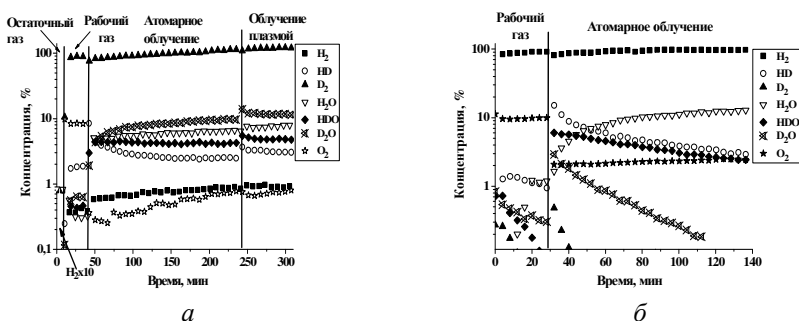 Остаточный газ
Рабочий газ
Атомарное облучение
Облучение плазмой
Концентрация, %
100
10
1
0,1
0 50 100 150 200 250 300
H₂x10
Время, мин
H₂
HD
D₂
H₂O
HDO
D₂O
O₂
а
Рабочий газ
Атомарное облучение
Концентрация, %
100
10
1
0 20 40 60 80 100 120 140
Время, мин
H₂
HD
D₂
H₂O
HDO
D₂O
O₂
б